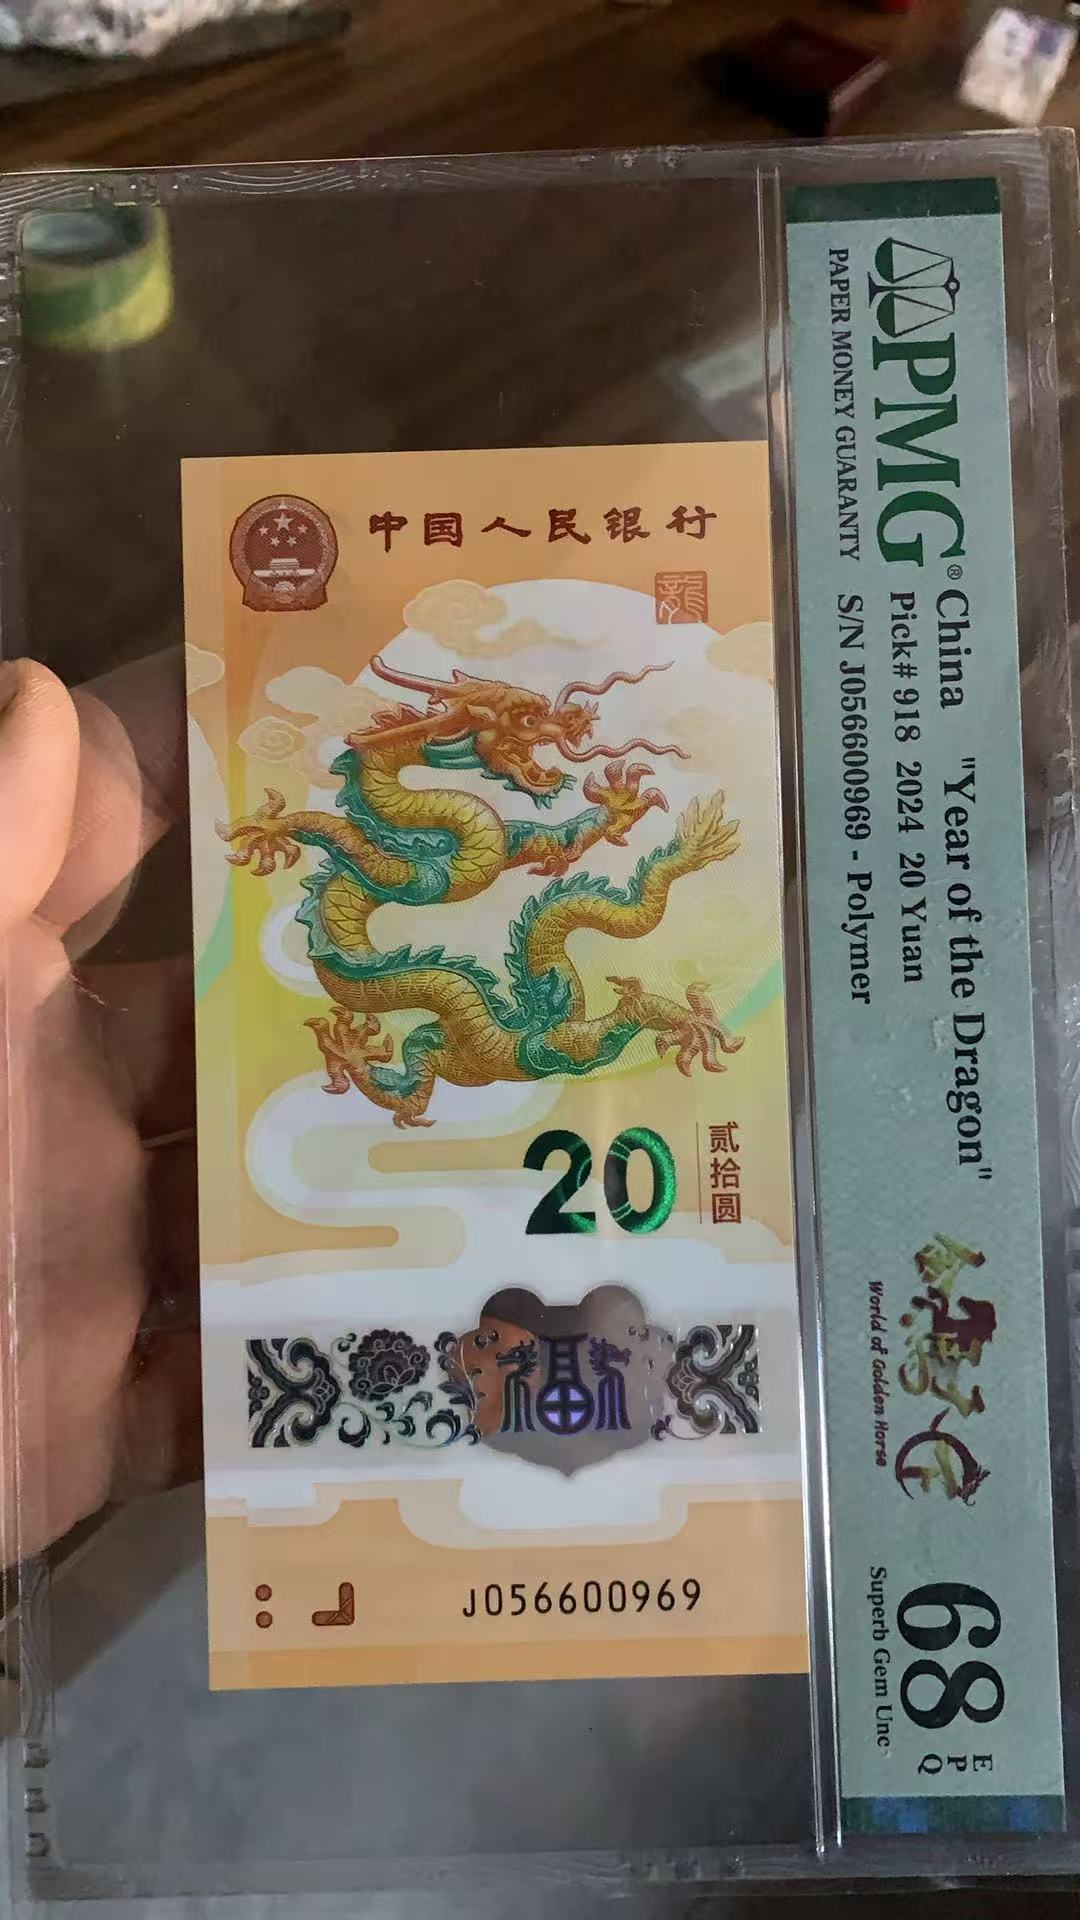 PMG®
PAPER MONEY GUARANTY
China "Year of the Dragon"
Pick# 918 2024 20 Yuan
S/N J056600969 - Polymer
World of Golden Horse
68 EPQ
Superb Gem Unc
中国人民银行
龍
20
贰拾圆
J056600969